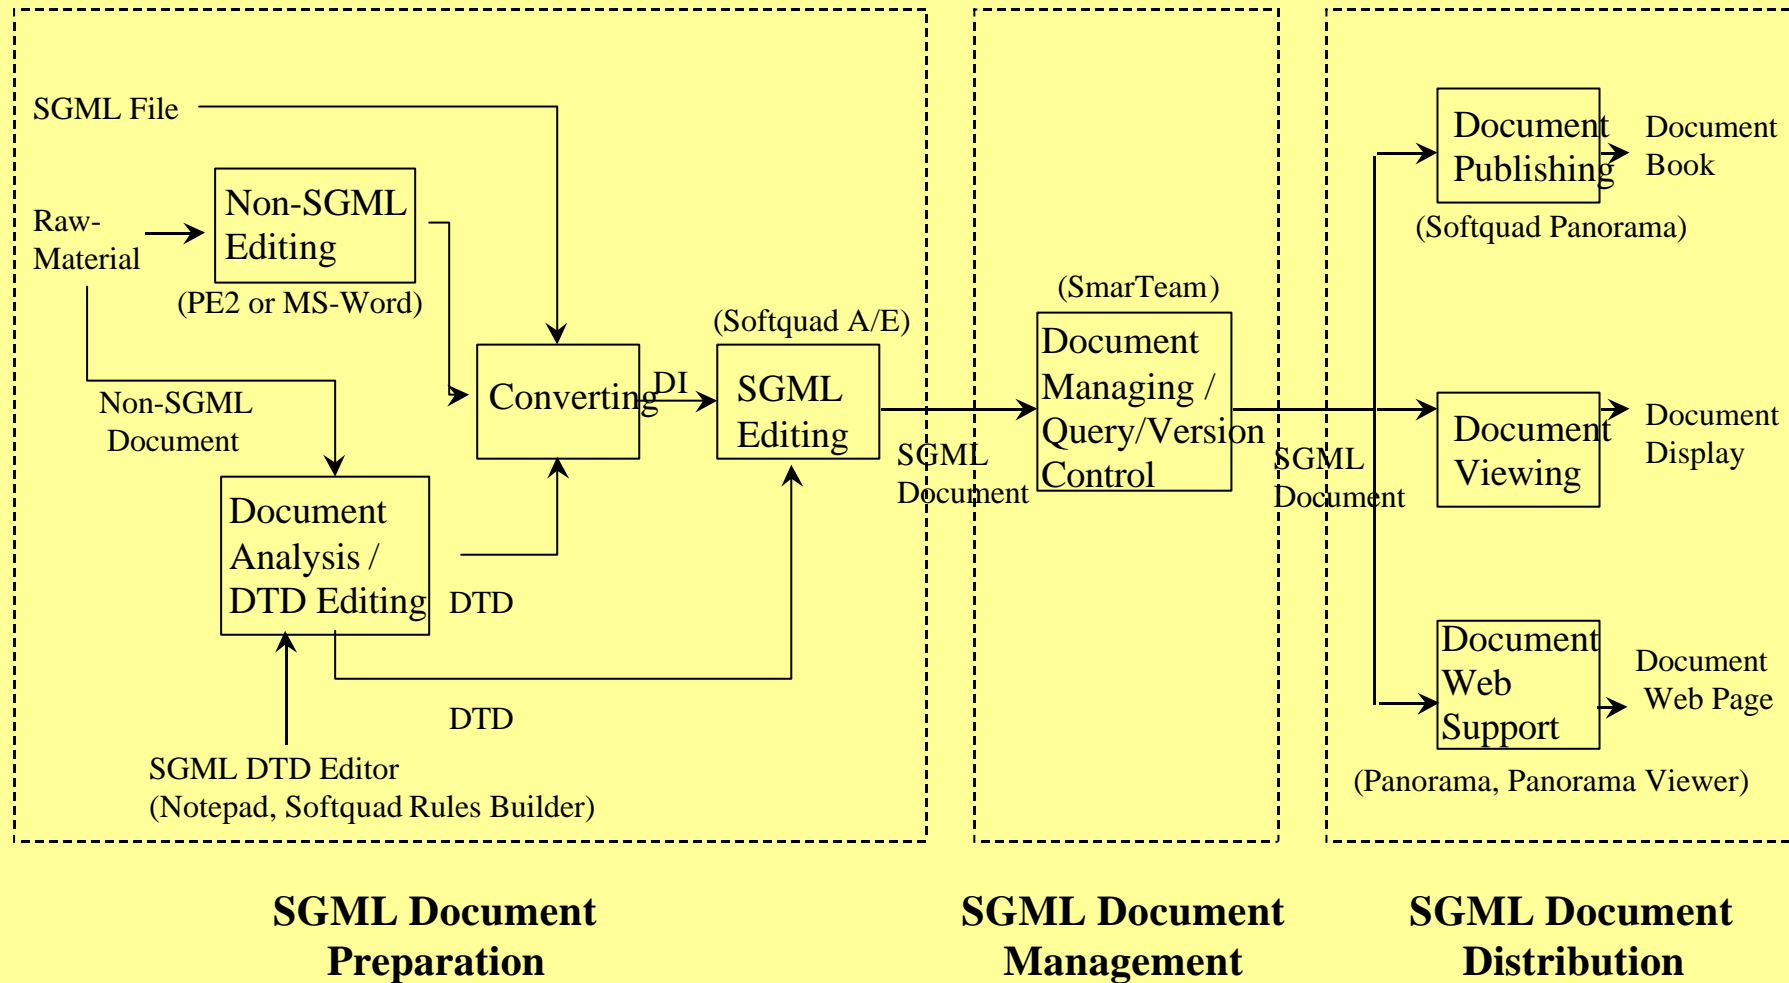 SGML File
Raw-
Material
Non-SGML
Editing
(PE2 or MS-Word)
Non-SGML
Document
Document
Analysis /
DTD Editing
DTD
DTD
SGML DTD Editor
(Notepad, Softquad Rules Builder)
Converting
DI
(Softquad A/E)
SGML
Editing
SGML
Document
(SmarTeam)
Document
Managing /
Query/Version
Control
SGML
Document
Document
Publishing
(Softquad Panorama)
Document
Book
Document
Viewing
Document
Display
Document
Web
Support
Document
Web Page
(Panorama, Panorama Viewer)
SGML Document
Preparation
SGML Document
Management
SGML Document
Distribution